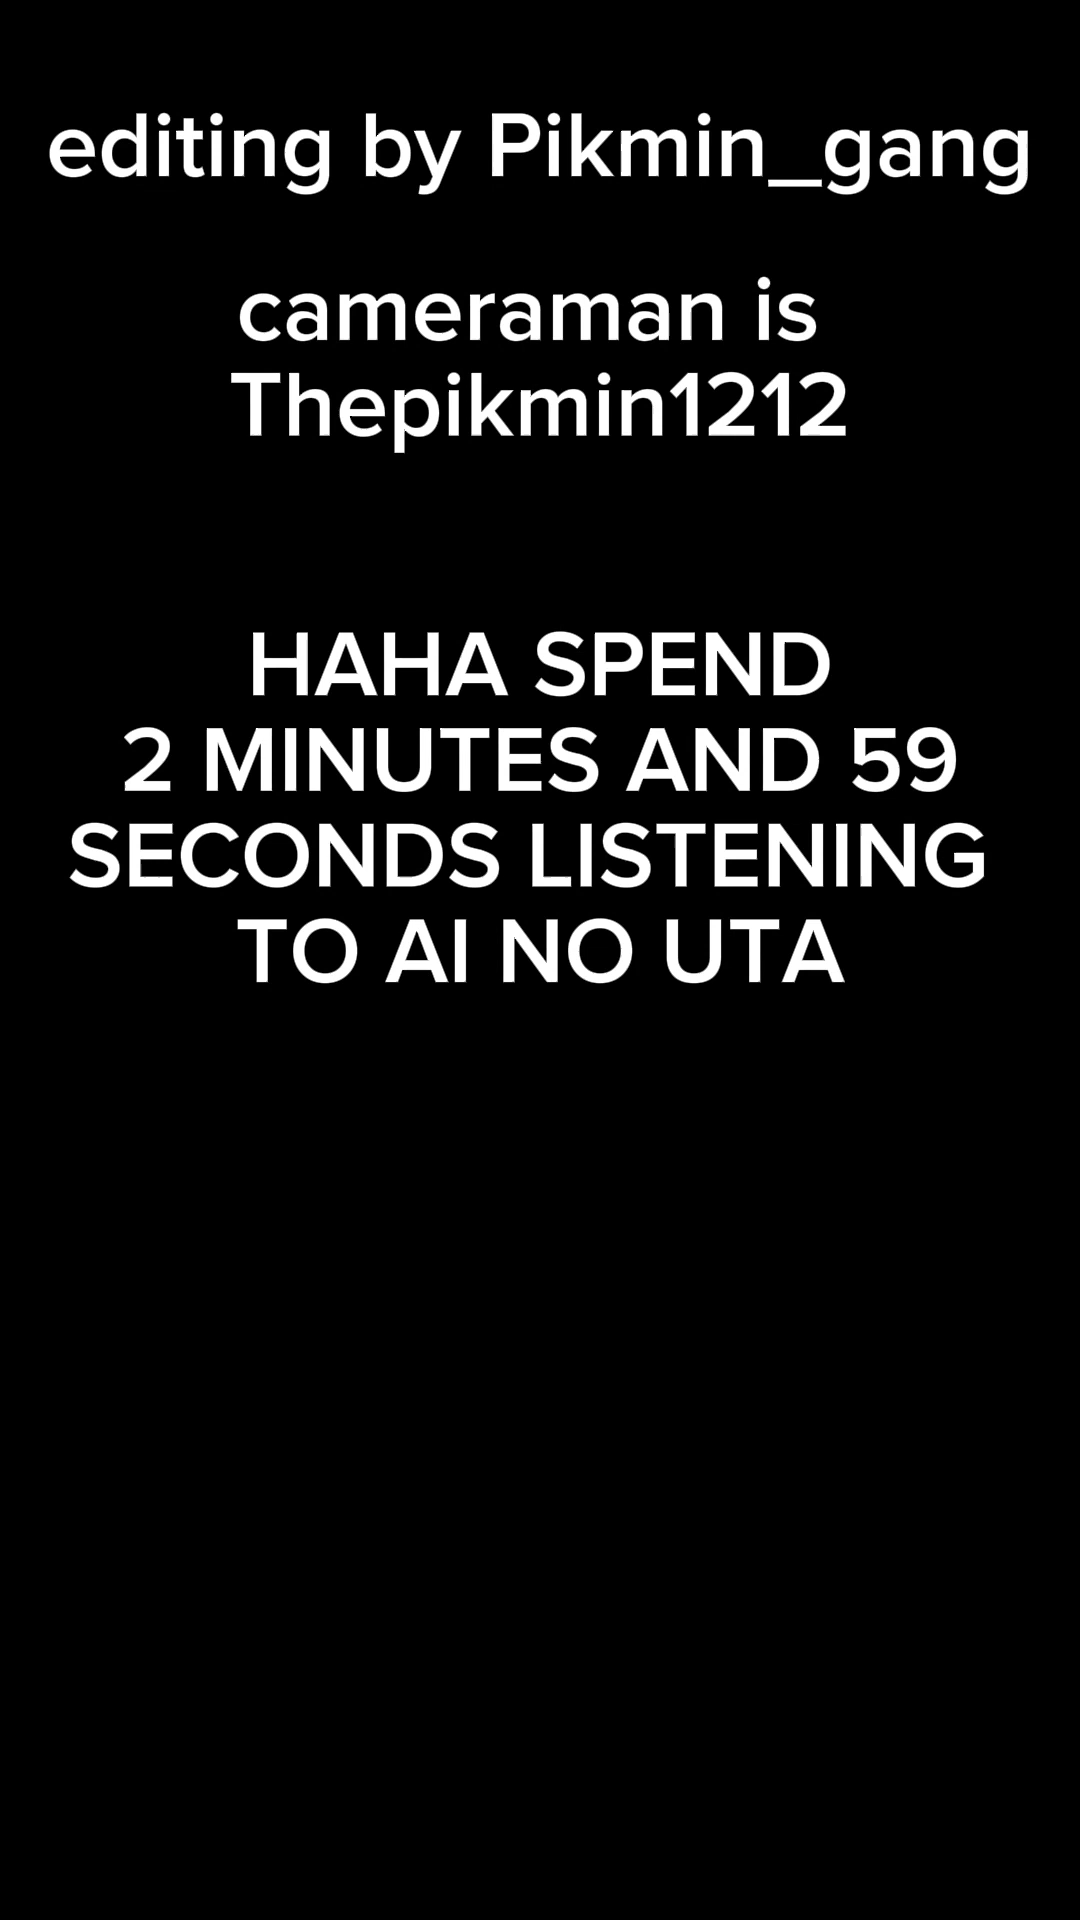 editing by Pikmin_gang
cameraman is
Thepikmin1212
HAHA SPEND
2 MINUTES AND 59
SECONDS LISTENING
TO AI NO UTA